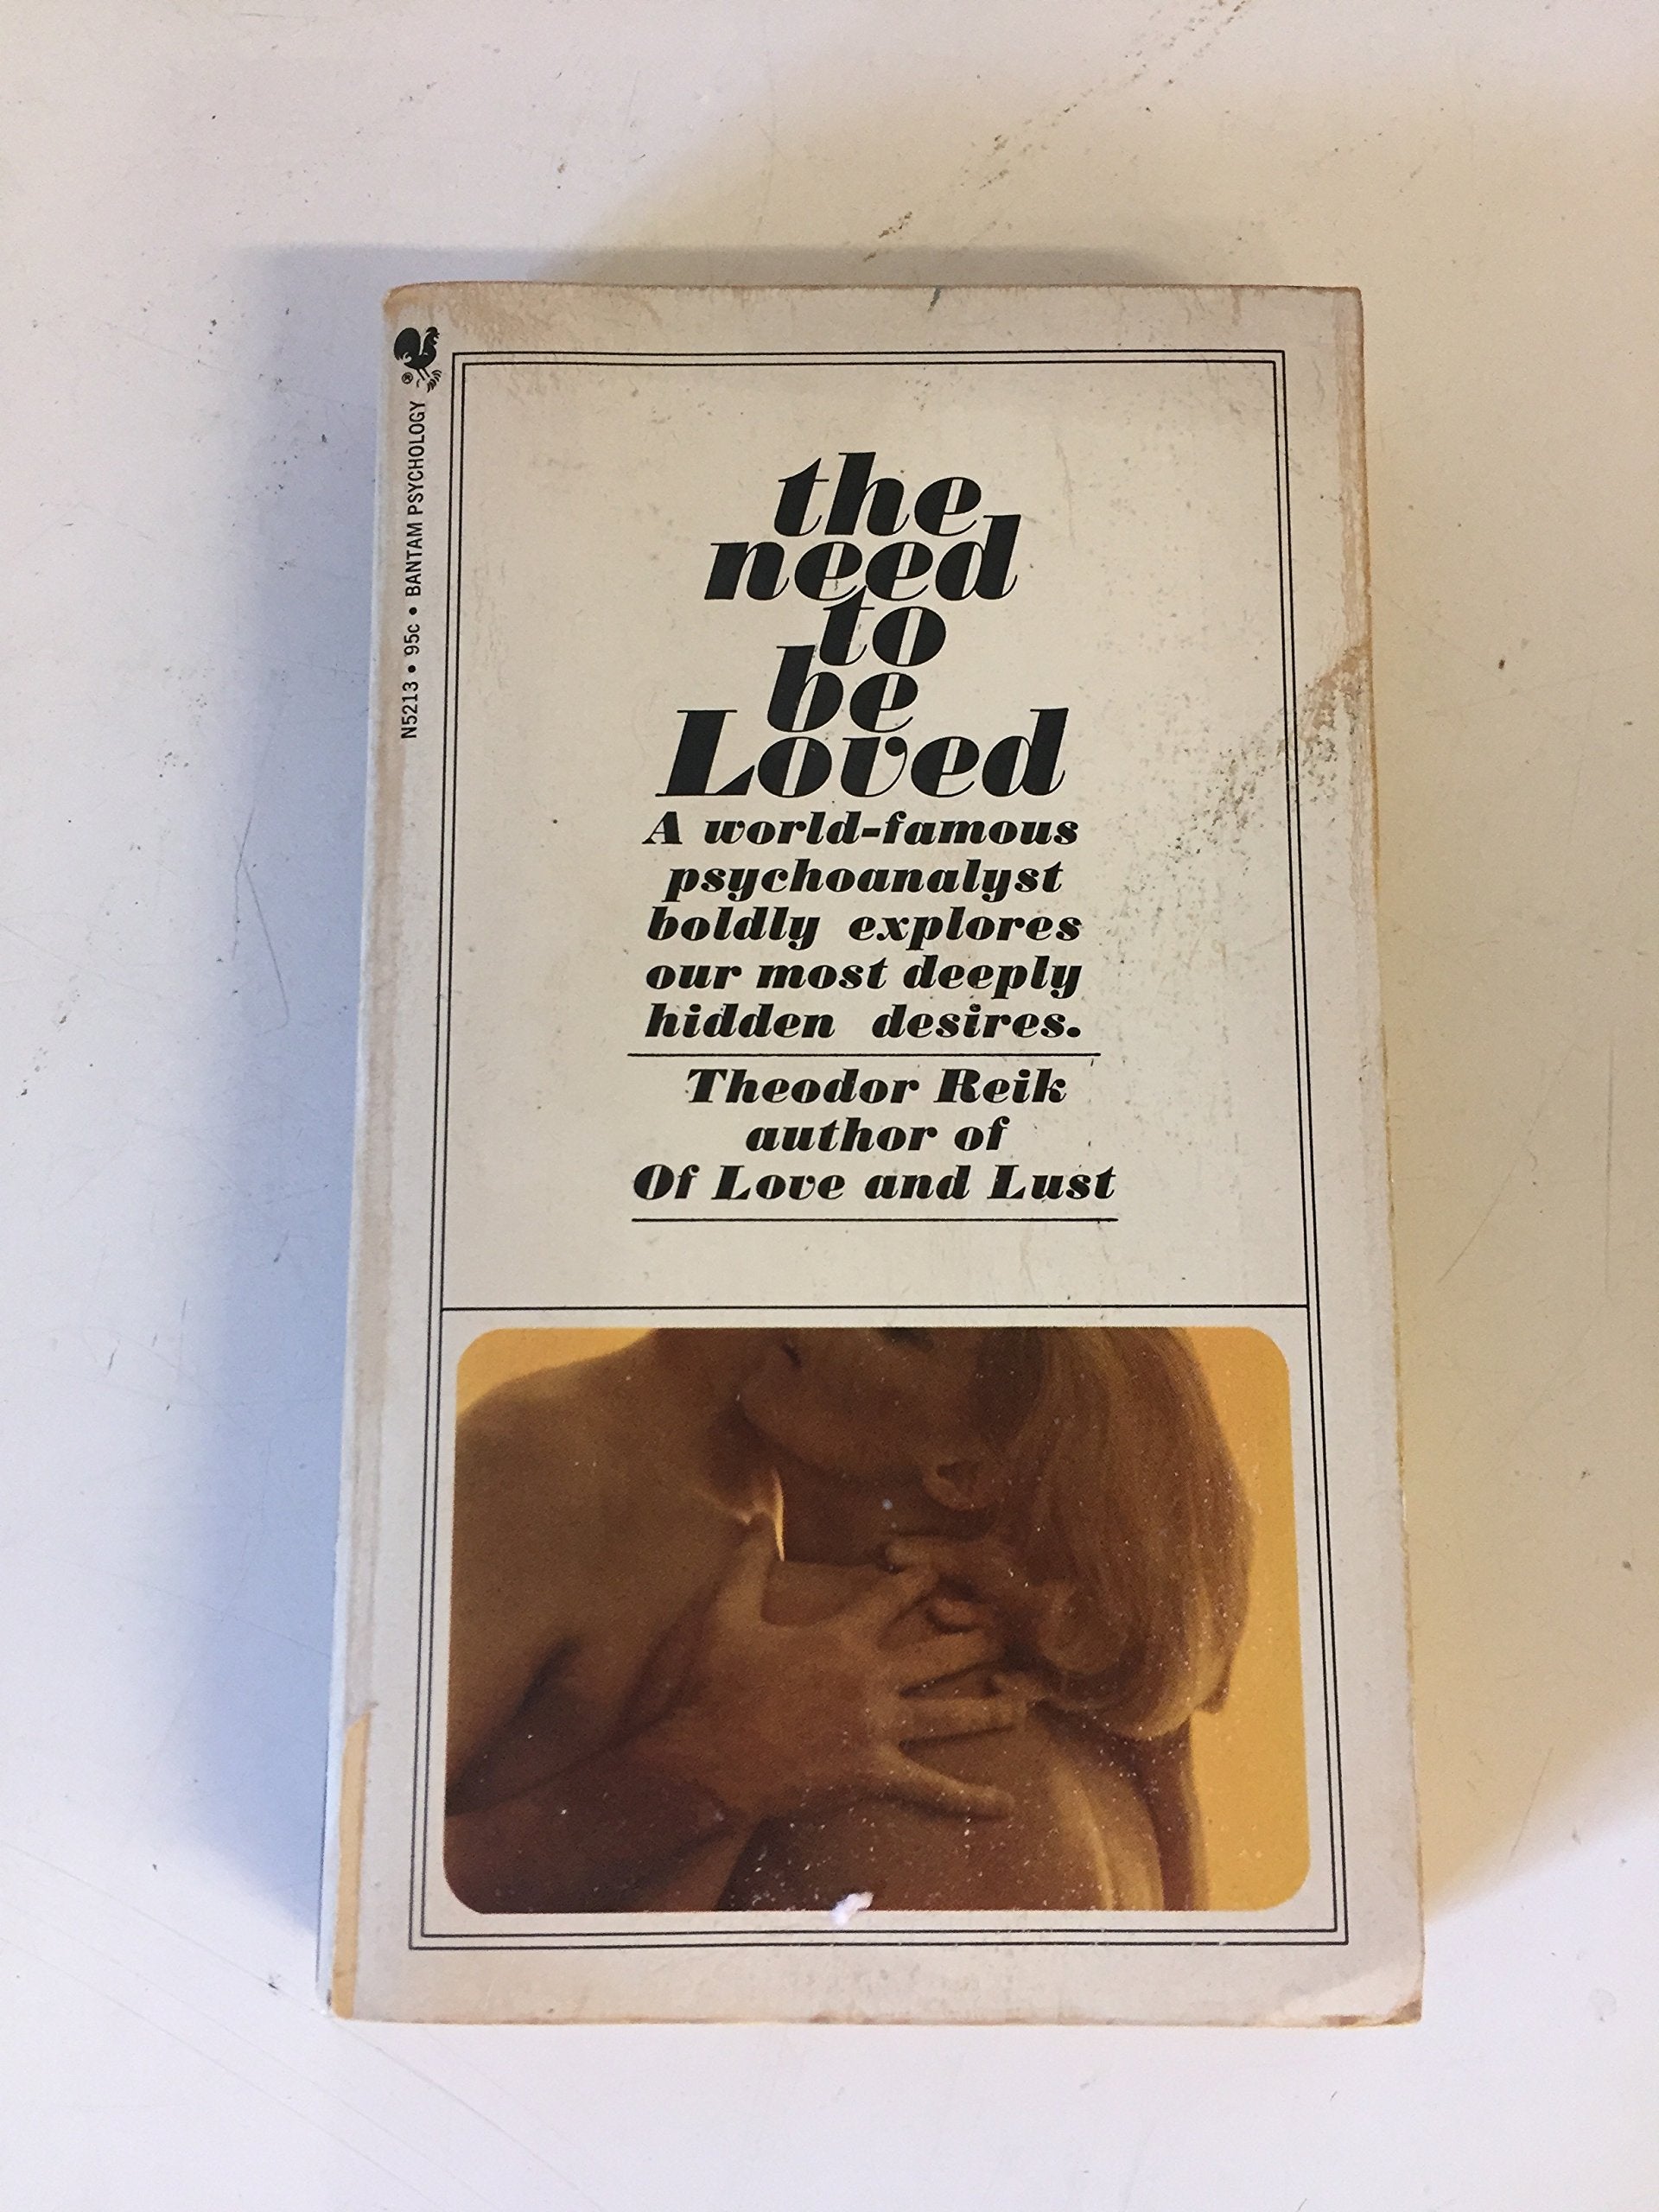 N5213 • 95c • BANTAM PSYCHOLOGY
the
need
to
be
Loved
A world-famous
psychoanalyst
boldly explores
our most deeply
hidden desires.
Theodor Reik
author of
Of Love and Lust